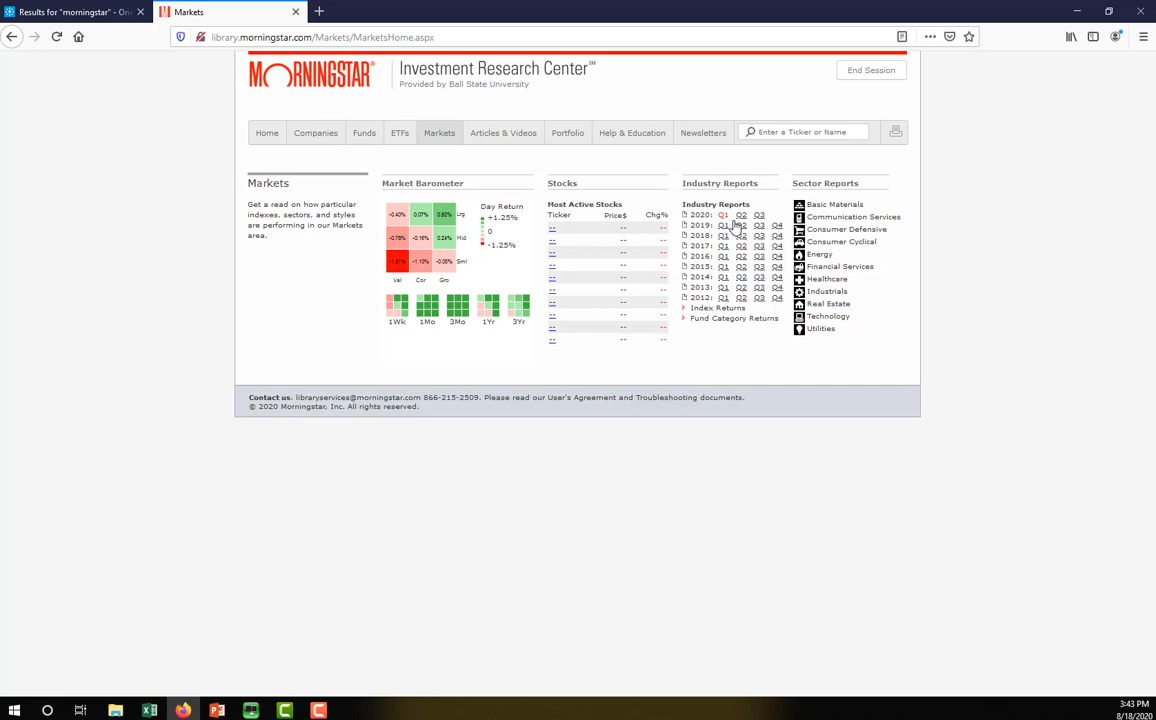 Results for "morningstar" - On
Markets
library.morningstar.com/Markets/MarketsHome.aspx
MORNINGSTAR
Investment Research Center℠
Provided by Ball State University
End Session
Home
Companies
Funds
ETFs
Markets
Articles & Videos
Portfolio
Help & Education
Newsletters
Enter a Ticker or Name
Markets
Get a read on how particular
indexes, sectors, and styles
are performing in our Markets
area.
Market Barometer
-0.40% 0.07% 0.92% Lrg
-0.75% -0.16% 0.24% Mid
-1.10% -0.05% Sml
Val Cor Gro
Day Return
+1.25%
0
-1.25%
1Wk 1Mo 3Mo 1Yr 3Yr
Stocks
Most Active Stocks
Ticker Price$ Chg%
-- -- --
-- -- --
-- -- --
-- -- --
-- -- --
-- -- --
-- -- --
-- -- --
-- -- --
-- -- --
Industry Reports
Industry Reports
2020: Q1 Q2 Q3
2019: Q1 Q2 Q3 Q4
2018: Q1 Q2 Q3 Q4
2017: Q1 Q2 Q3 Q4
2016: Q1 Q2 Q3 Q4
2015: Q1 Q2 Q3 Q4
2014: Q1 Q2 Q3 Q4
2013: Q1 Q2 Q3 Q4
2012: Q1 Q2 Q3 Q4
Index Returns
Fund Category Returns
Sector Reports
Basic Materials
Communication Services
Consumer Defensive
Consumer Cyclical
Energy
Financial Services
Healthcare
Industrials
Real Estate
Technology
Utilities
Contact us. libraryservices@morningstar.com 866-215-2509. Please read our User's Agreement and Troubleshooting documents.
© 2020 Morningstar, Inc. All rights reserved.
3:43 PM
8/18/2020